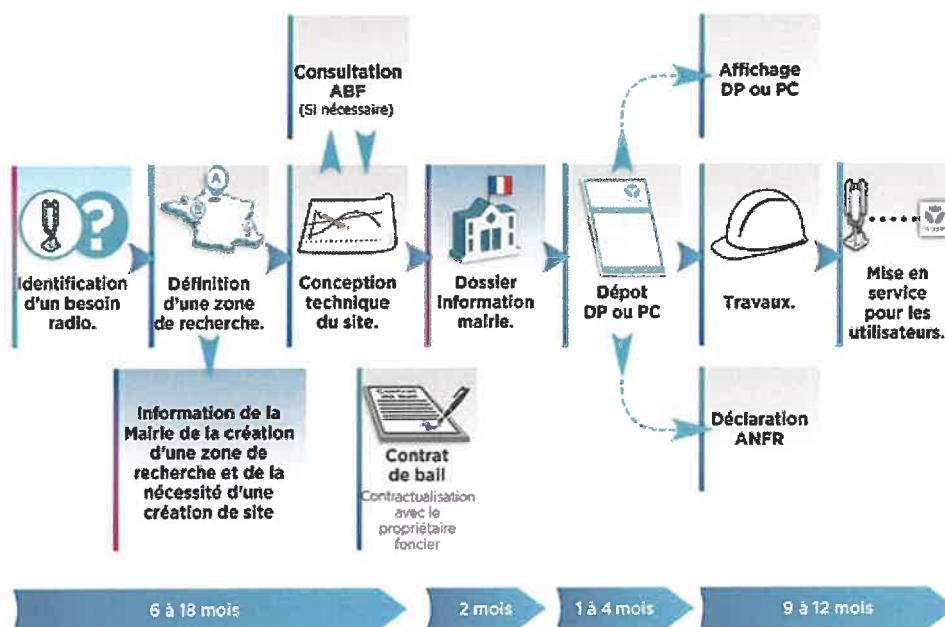 Consultation
ABF
(Si nécessaire)
Affichage
DP ou PC
A
?
Identification
d'un besoin
radio.
Définition
d'une zone
de recherche.
Conception
technique
du site.
Dossier
Information
mairie.
Dépot
DP ou PC
Travaux.
Mise en
service
pour les
utilisateurs.
Information de la
Mairie de la création
d'une zone de
recherche et de la
nécessité d'une
création de site
Contrat
de bail
Contractualisation
avec le
propriétaire
foncier
Déclaration
ANFR
6 à 18 mois
2 mois
1 à 4 mois
9 à 12 mois